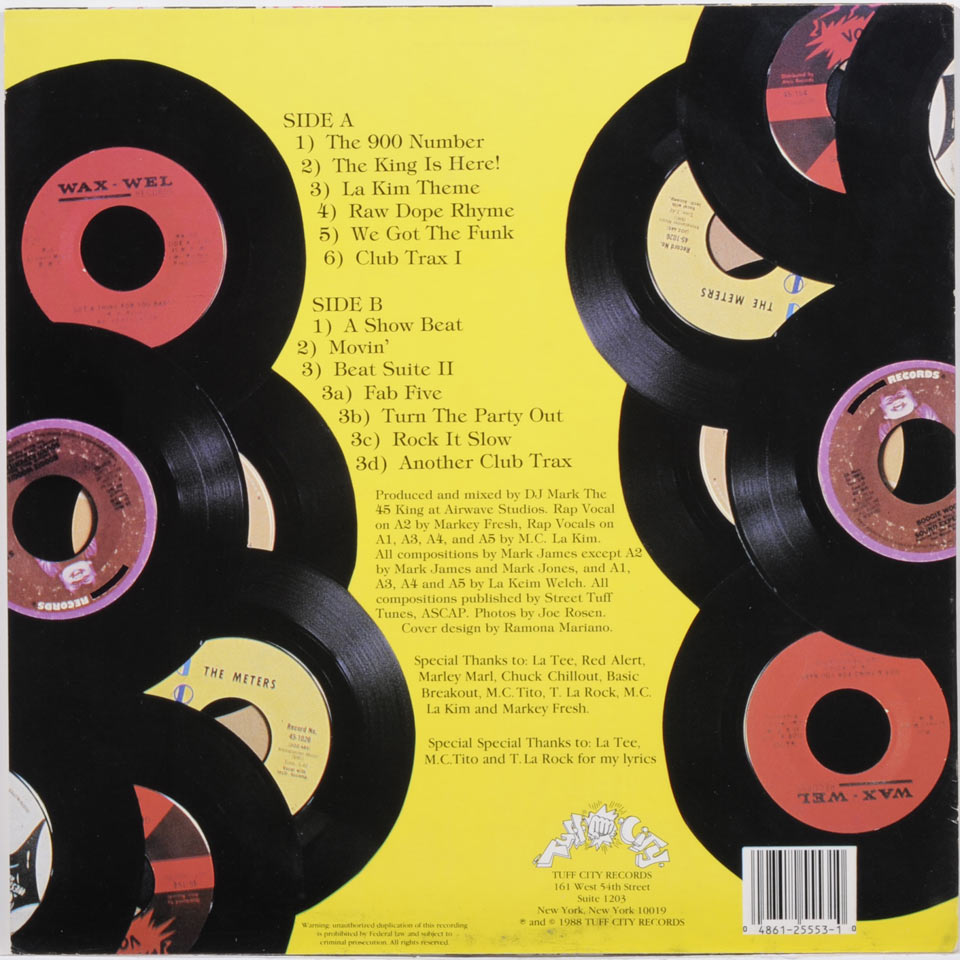 SIDE A
1) The 900 Number
2) The King Is Here!
3) La Kim Theme
4) Raw Dope Rhyme
5) We Got The Funk
6) Club Trax I
SIDE B
1) A Show Beat
2) Movin'
3) Beat Suite II
3a) Fab Five
3b) Turn The Party Out
3c) Rock It Slow
3d) Another Club Trax
Produced and mixed by DJ Mark The
45 King at Airwave Studios. Rap Vocal
on A2 by Markey Fresh, Rap Vocals on
A1, A3, A4, and A5 by M.C. La Kim.
All compositions by Mark James except A2
by Mark James and Mark Jones, and A1,
A3, A4 and A5 by La Keim Welch. All
compositions published by Street Tuff
Tunes, ASCAP. Photos by Joe Rosen.
Cover design by Ramona Mariano.
Special Thanks to: La Tee, Red Alert,
Marley Marl, Chuck Chillout, Basic
Breakout, M.C. Tito, T. La Rock, M.C.
La Kim and Markey Fresh.
Special Special Thanks to: La Tee,
M.C.Tito and T. La Rock for my lyrics
TUFF CITY
TUFF CITY RECORDS
161 West 54th Street
Suite 1203
New York, New York 10019
℗ and © 1988 TUFF CITY RECORDS
Warning: unauthorized duplication of this recording
is prohibited by Federal law and subject to
criminal prosecution. All rights reserved.
0 4861-25553-1 0
WAX-WEL
RECORDS
THE METERS
Record No.
45-1026
RECORDS
THE METERS
Record No.
45-1026
RECORDS
WAX-WEL